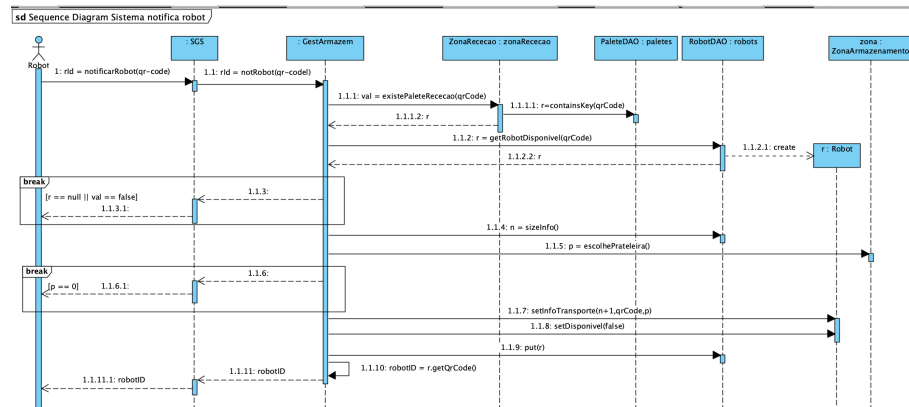 sd Sequence Diagram Sistema notifica robot
: SGS
: GestArmazem
ZonaRececao : zonaRececao
PaleteDAO : paletes
RobotDAO : robots
zona :
ZonaArmazenamento
Robot
1: rId = notificarRobot(qr-code)
1.1: rId = notRobot(qr-codel)
1.1.1: val = existePaleteRececao(qrCode)
1.1.1.1: r=containsKey(qrCode)
1.1.1.2: r
1.1.2: r = getRobotDisponivel(qrCode)
1.1.2.1: create
r : Robot
1.1.2.2: r
break
[r == null || val == false]
1.1.3:
1.1.3.1:
1.1.4: n = sizeInfo()
1.1.5: p = escolhePrateleira()
break
1.1.6:
[p == 0]
1.1.6.1:
1.1.7: setInfoTransporte(n+1,qrCode,p)
1.1.8: setDisponivel(false)
1.1.9: put(r)
1.1.10: robotID = r.getQrCode()
1.1.11: robotID
1.1.11.1: robotID